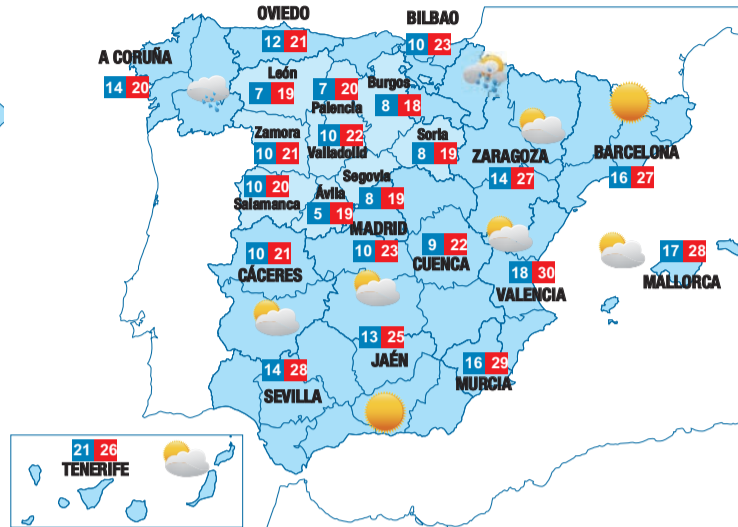 OVIEDO
12 21
BILBAO
10 23
A CORUÑA
14 20
León
7 19
7 20
Palencia
Burgos
8 18
Zamora
10 21
10 22
Valladolid
Soria
8 19
ZARAGOZA
14 27
BARCELONA
16 27
10 20
Salamanca
Ávila
5 19
Segovia
8 19
MADRID
10 23
9 22
CUENCA
10 21
CÁCERES
18 30
VALENCIA
17 28
MALLORCA
13 25
JAÉN
14 28
SEVILLA
16 29
MURCIA
21 26
TENERIFE